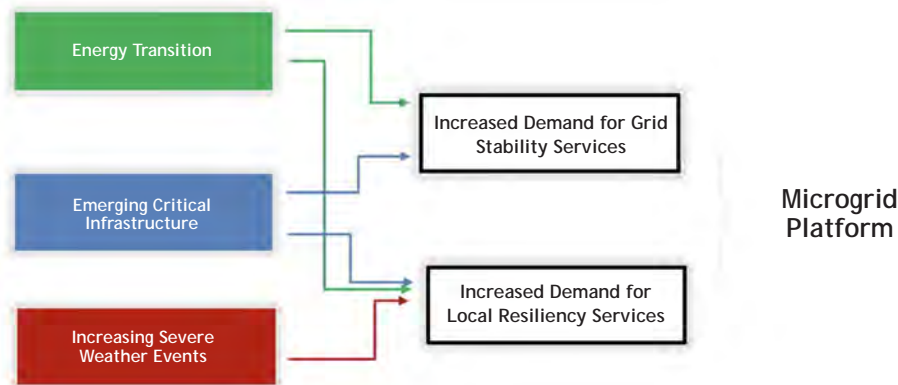 Energy Transition
Increased Demand for Grid
Stability Services
Emerging Critical
Infrastructure
Microgrid
Platform
Increased Demand for
Local Resiliency Services
Increasing Severe
Weather Events